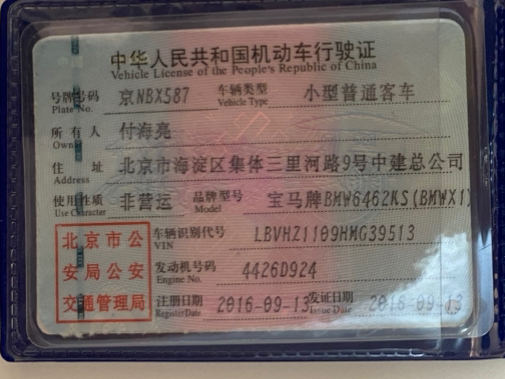 中华人民共和国机动车行驶证
Vehicle License of the People's Republic of China
号牌号码 京NBX587 车辆类型 小型普通客车
Plate No. Vehicle Type
所有人 付海亮
Owner
住址 北京市海淀区集体三里河路9号中建总公司
Address
使用性质 非营运 品牌型号 宝马牌BMW6462KS(BMWX1)
Use Character Model
北京市公安局公安交通管理局
车辆识别代号 LBVHZ1109HMG39513
VIN
发动机号码 4426D924
Engine No.
注册日期 2016-09-13 发证日期 2016-09-13
Register Date Issue Date